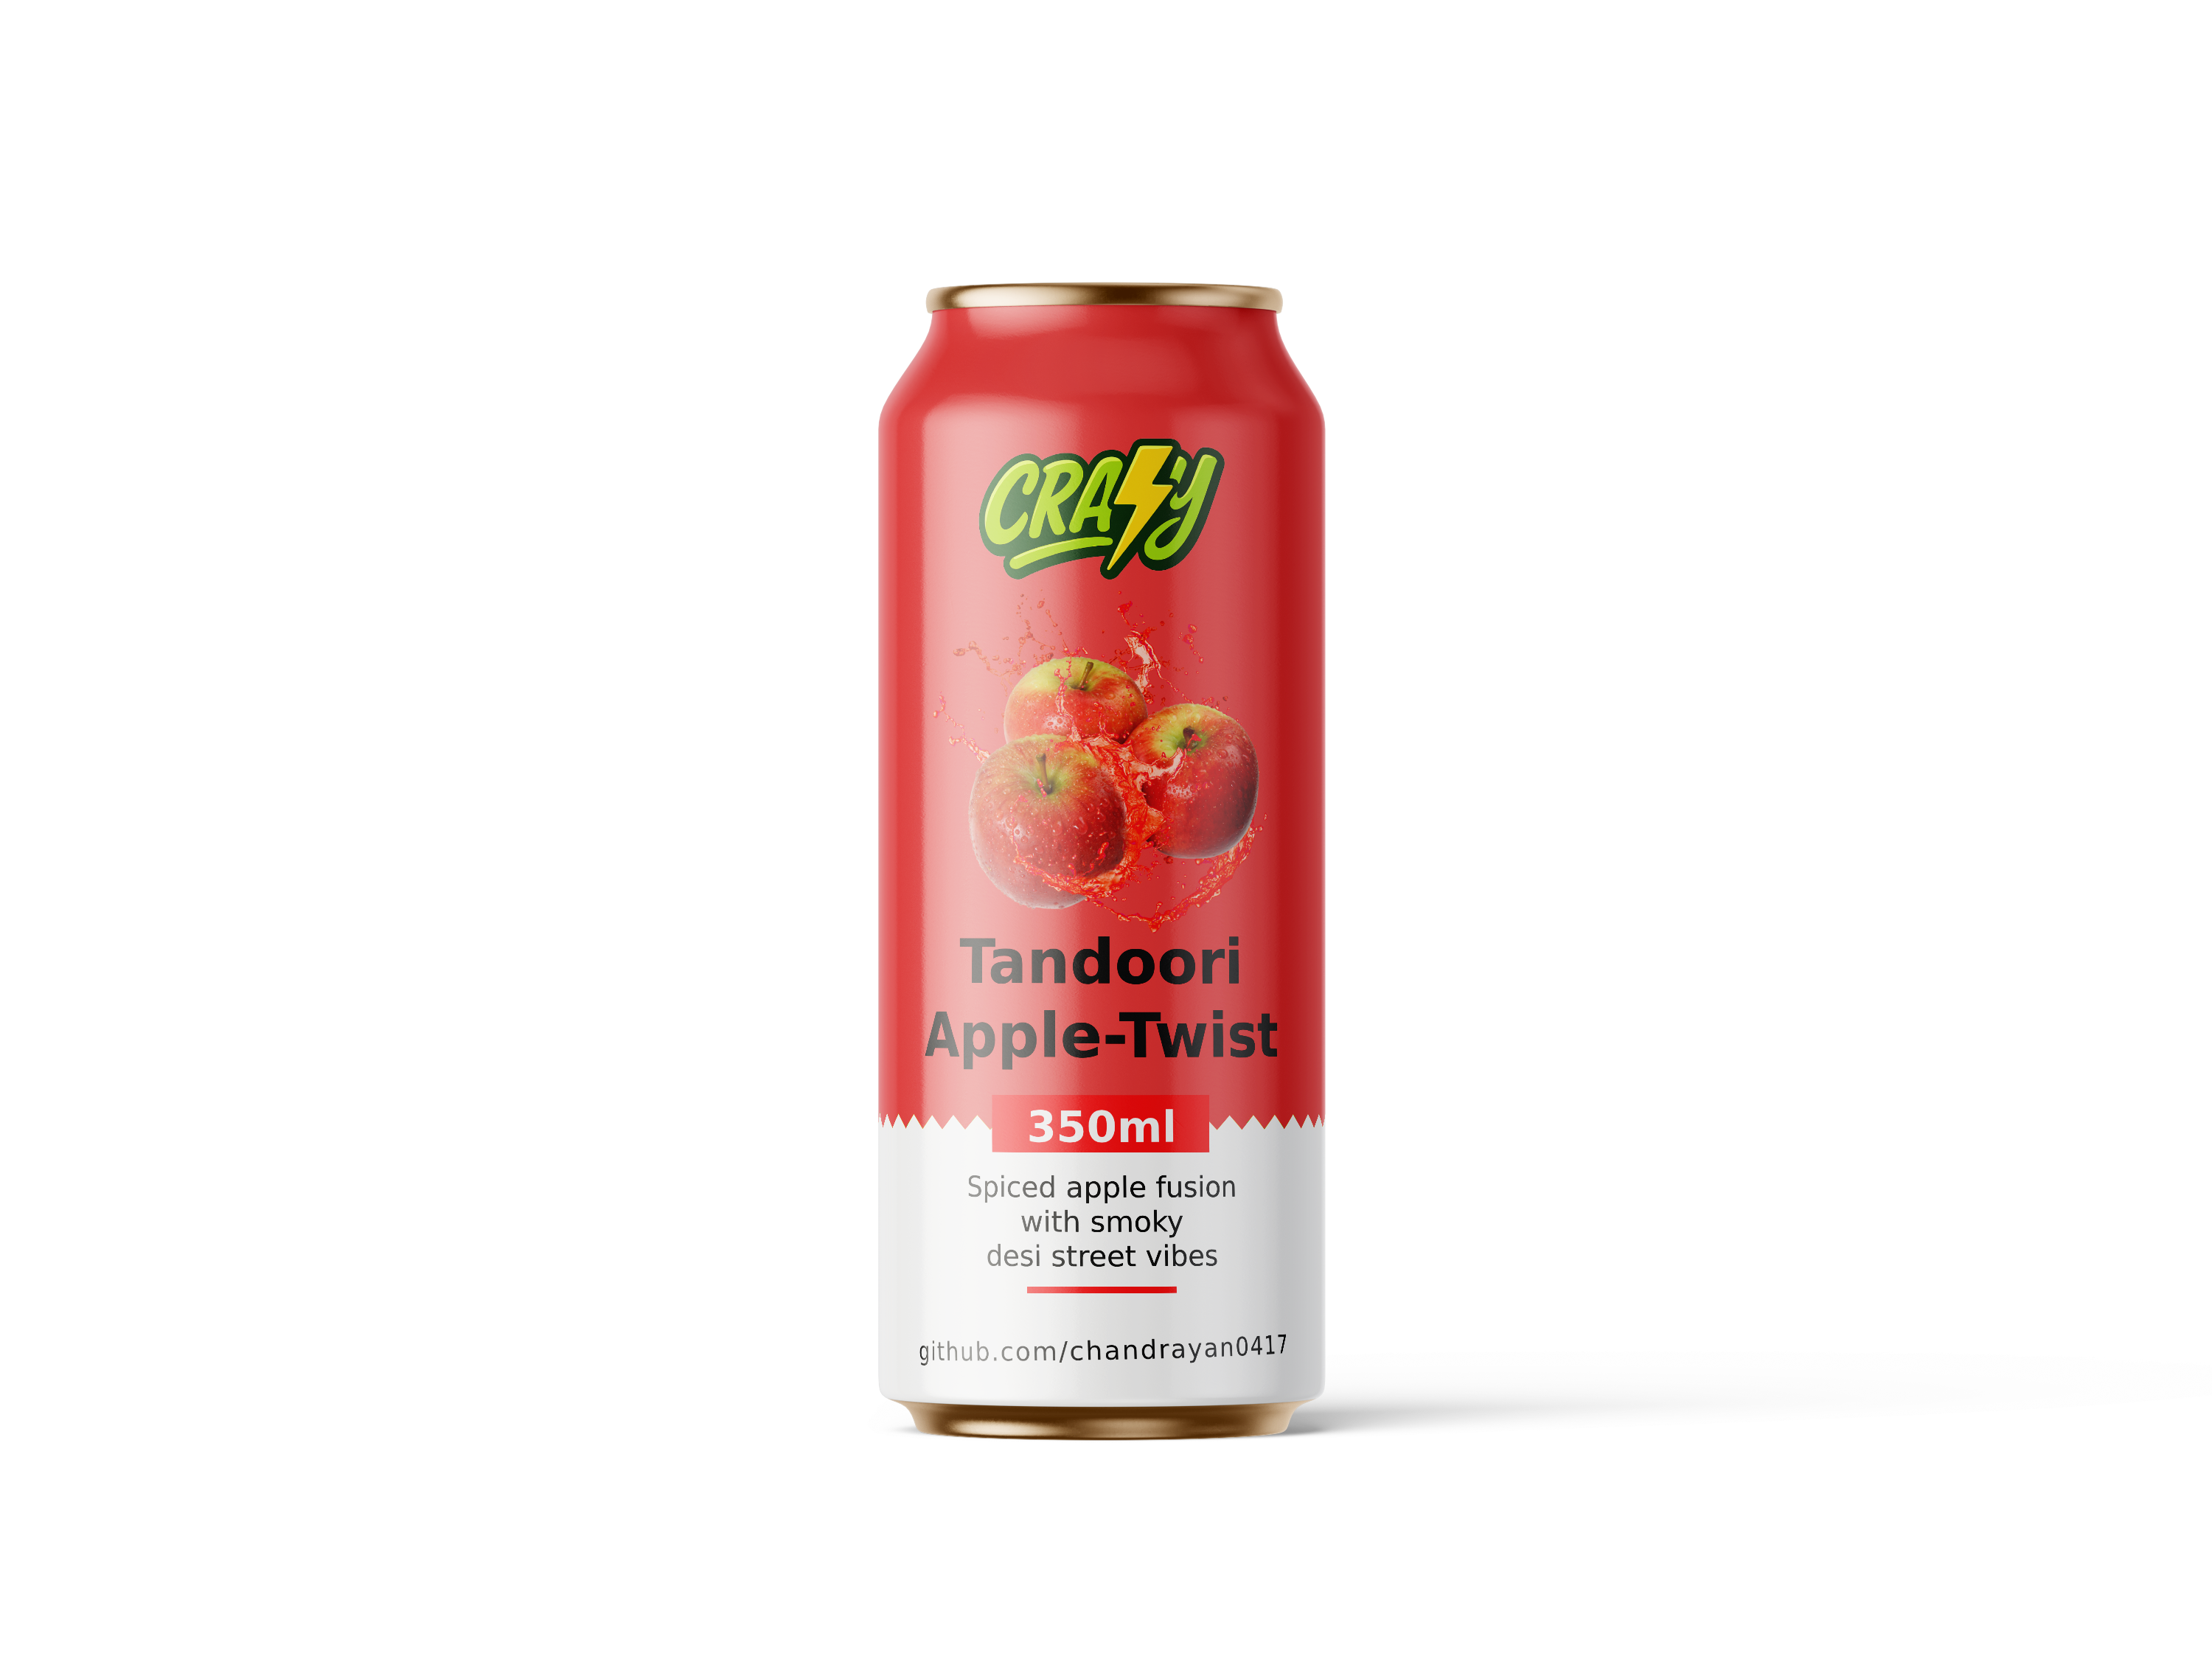 CRAZY
Tandoori
Apple-Twist
350ml
Spiced apple fusion
with smoky
desi street vibes
github.com/chandrayan0417